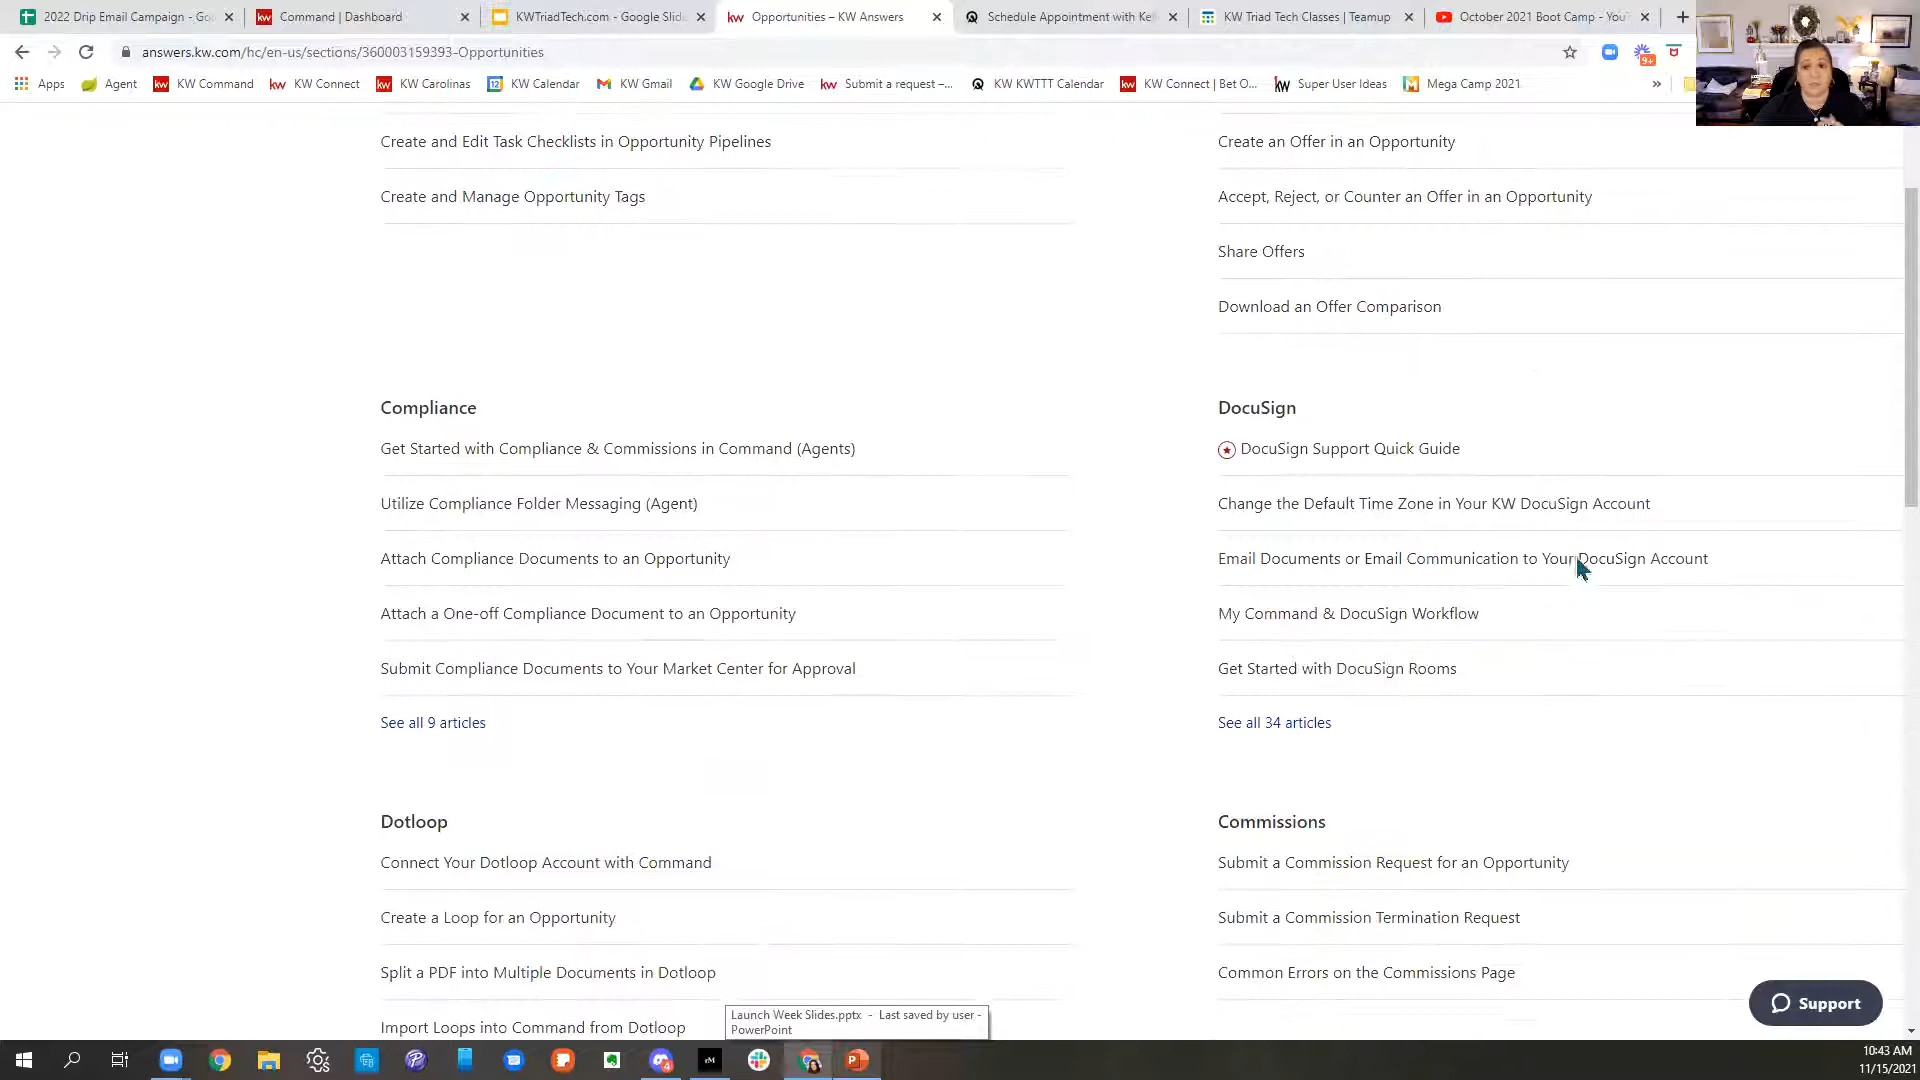 2022 Drip Email Campaign - Go
Command | Dashboard
KWTriadTech.com - Google Slide
Opportunities – KW Answers
Schedule Appointment with Ke
KW Triad Tech Classes | Teamup
October 2021 Boot Camp - You
answers.kw.com/hc/en-us/sections/360003159393-Opportunities
9+
Apps
Agent
KW Command
KW Connect
KW Carolinas
KW Calendar
KW Gmail
KW Google Drive
Submit a request –...
KW KWTTT Calendar
KW Connect | Bet O...
Super User Ideas
Mega Camp 2021
Create and Edit Task Checklists in Opportunity Pipelines
Create and Manage Opportunity Tags
Create an Offer in an Opportunity
Accept, Reject, or Counter an Offer in an Opportunity
Share Offers
Download an Offer Comparison
Compliance
Get Started with Compliance & Commissions in Command (Agents)
Utilize Compliance Folder Messaging (Agent)
Attach Compliance Documents to an Opportunity
Attach a One-off Compliance Document to an Opportunity
Submit Compliance Documents to Your Market Center for Approval
See all 9 articles
DocuSign
DocuSign Support Quick Guide
Change the Default Time Zone in Your KW DocuSign Account
Email Documents or Email Communication to Your DocuSign Account
My Command & DocuSign Workflow
Get Started with DocuSign Rooms
See all 34 articles
Dotloop
Connect Your Dotloop Account with Command
Create a Loop for an Opportunity
Split a PDF into Multiple Documents in Dotloop
Import Loops into Command from Dotloop
Commissions
Submit a Commission Request for an Opportunity
Submit a Commission Termination Request
Common Errors on the Commissions Page
Launch Week Slides.pptx - Last saved by user -
PowerPoint
Support
10:43 AM
11/15/2021